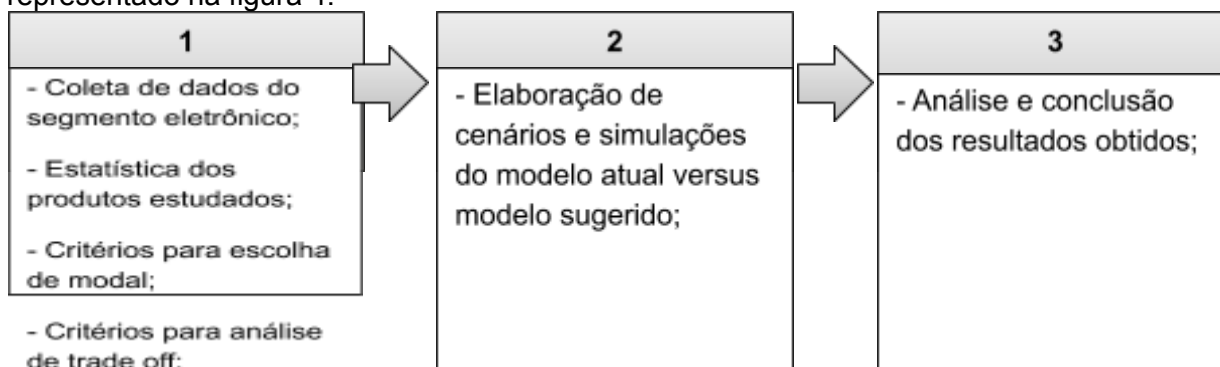 representado na figura 4.
1
- Coleta de dados do
segmento eletrônico;
- Estatística dos
produtos estudados;
- Critérios para escolha
de modal;
- Critérios para análise
de trade off;
2
- Elaboração de
cenários e simulações
do modelo atual versus
modelo sugerido;
3
- Análise e conclusão
dos resultados obtidos;